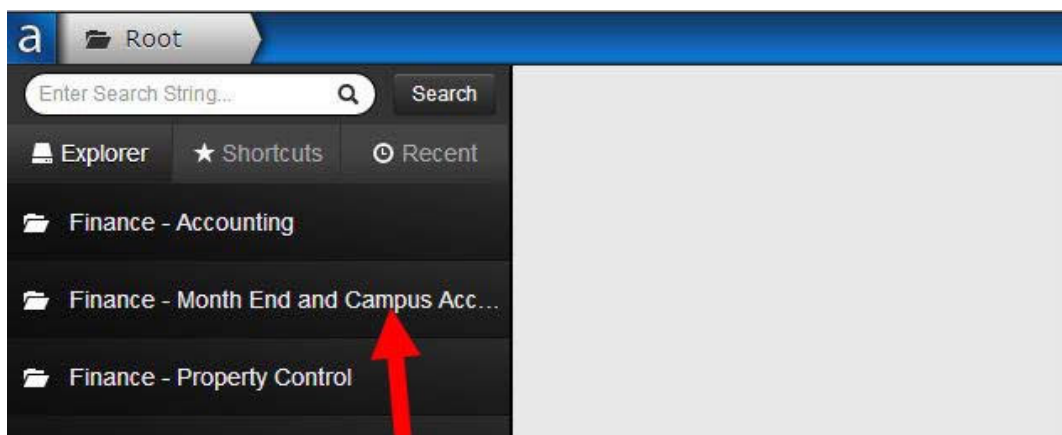 a Root
Enter Search String... Search
Explorer Shortcuts Recent
Finance - Accounting
Finance - Month End and Campus Acc...
Finance - Property Control